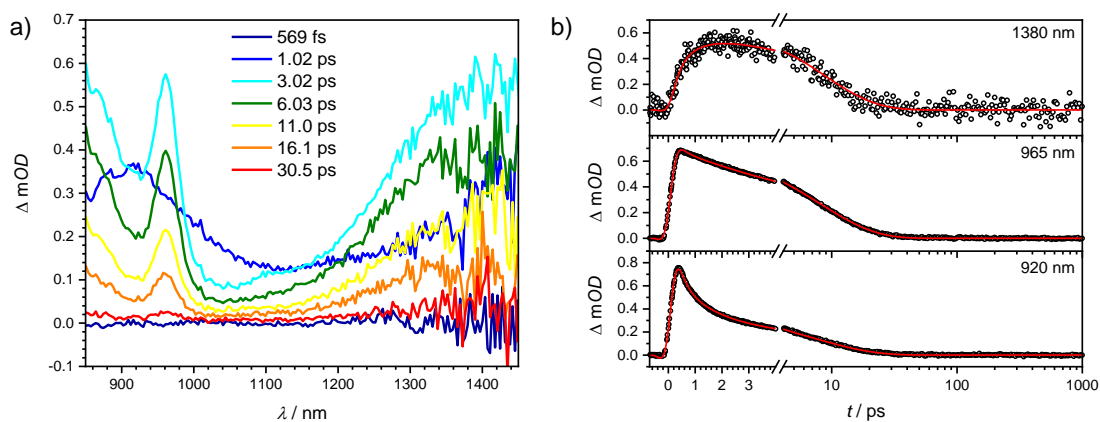 a)
569 fs
1.02 ps
3.02 ps
6.03 ps
11.0 ps
16.1 ps
30.5 ps
0.7
0.6
0.5
0.4
0.3
0.2
0.1
0.0
-0.1
Δ mOD
900 1000 1100 1200 1300 1400
λ / nm
b)
1380 nm
0.6
0.4
0.2
0.0
Δ mOD
965 nm
0.6
0.4
0.2
0.0
Δ mOD
920 nm
0.6
0.4
0.2
0.0
Δ mOD
0 1 2 3 10 100 1000
t / ps